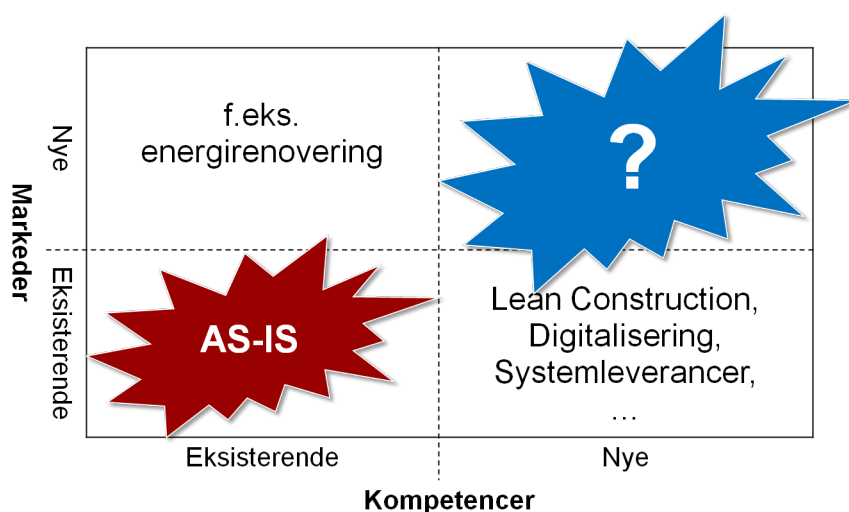 Markeder
Nye
Eksisterende
f.eks.
energirenovering
?
AS-IS
Lean Construction,
Digitalisering,
Systemleverancer,
...
Eksisterende
Nye
Kompetencer